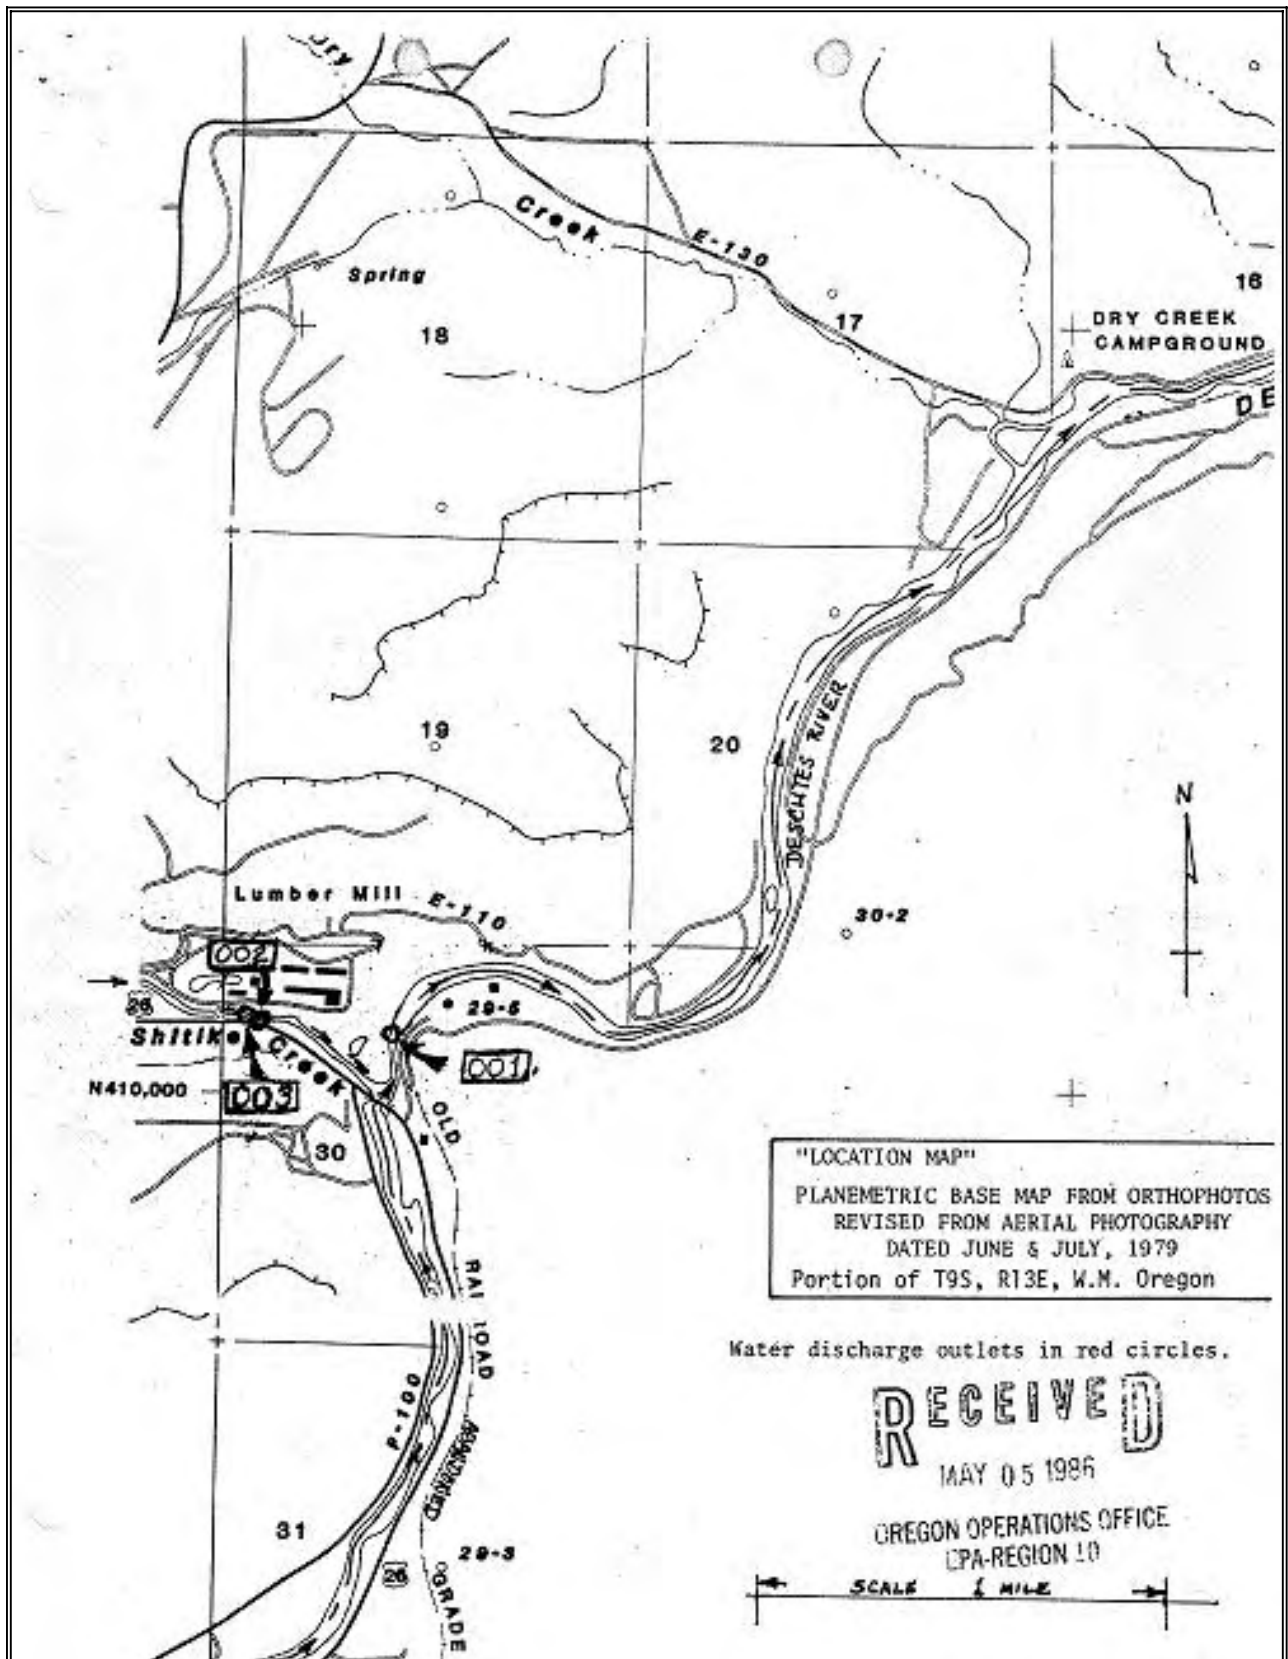 Dry
Creek
E-130
Spring
16
18
17
DRY CREEK
CAMPGROUND
DE
19
20
DESCHTES RIVER
N
Lumber Mill
E-110
30-2
002
26
29-5
Shitike Creek
001
N410,000
003
OLD
30
"LOCATION MAP"
PLANEMETRIC BASE MAP FROM ORTHOPHOTOS
REVISED FROM AERIAL PHOTOGRAPHY
DATED JUNE & JULY, 1979
Portion of T9S, R13E, W.M. Oregon
RAI ROAD
Water discharge outlets in red circles.
P-100
RECEIVED
MAY 05 1986
ABANDONED
OREGON OPERATIONS OFFICE
EPA-REGION 10
31
29-3
26
GRADE
SCALE 1 MILE